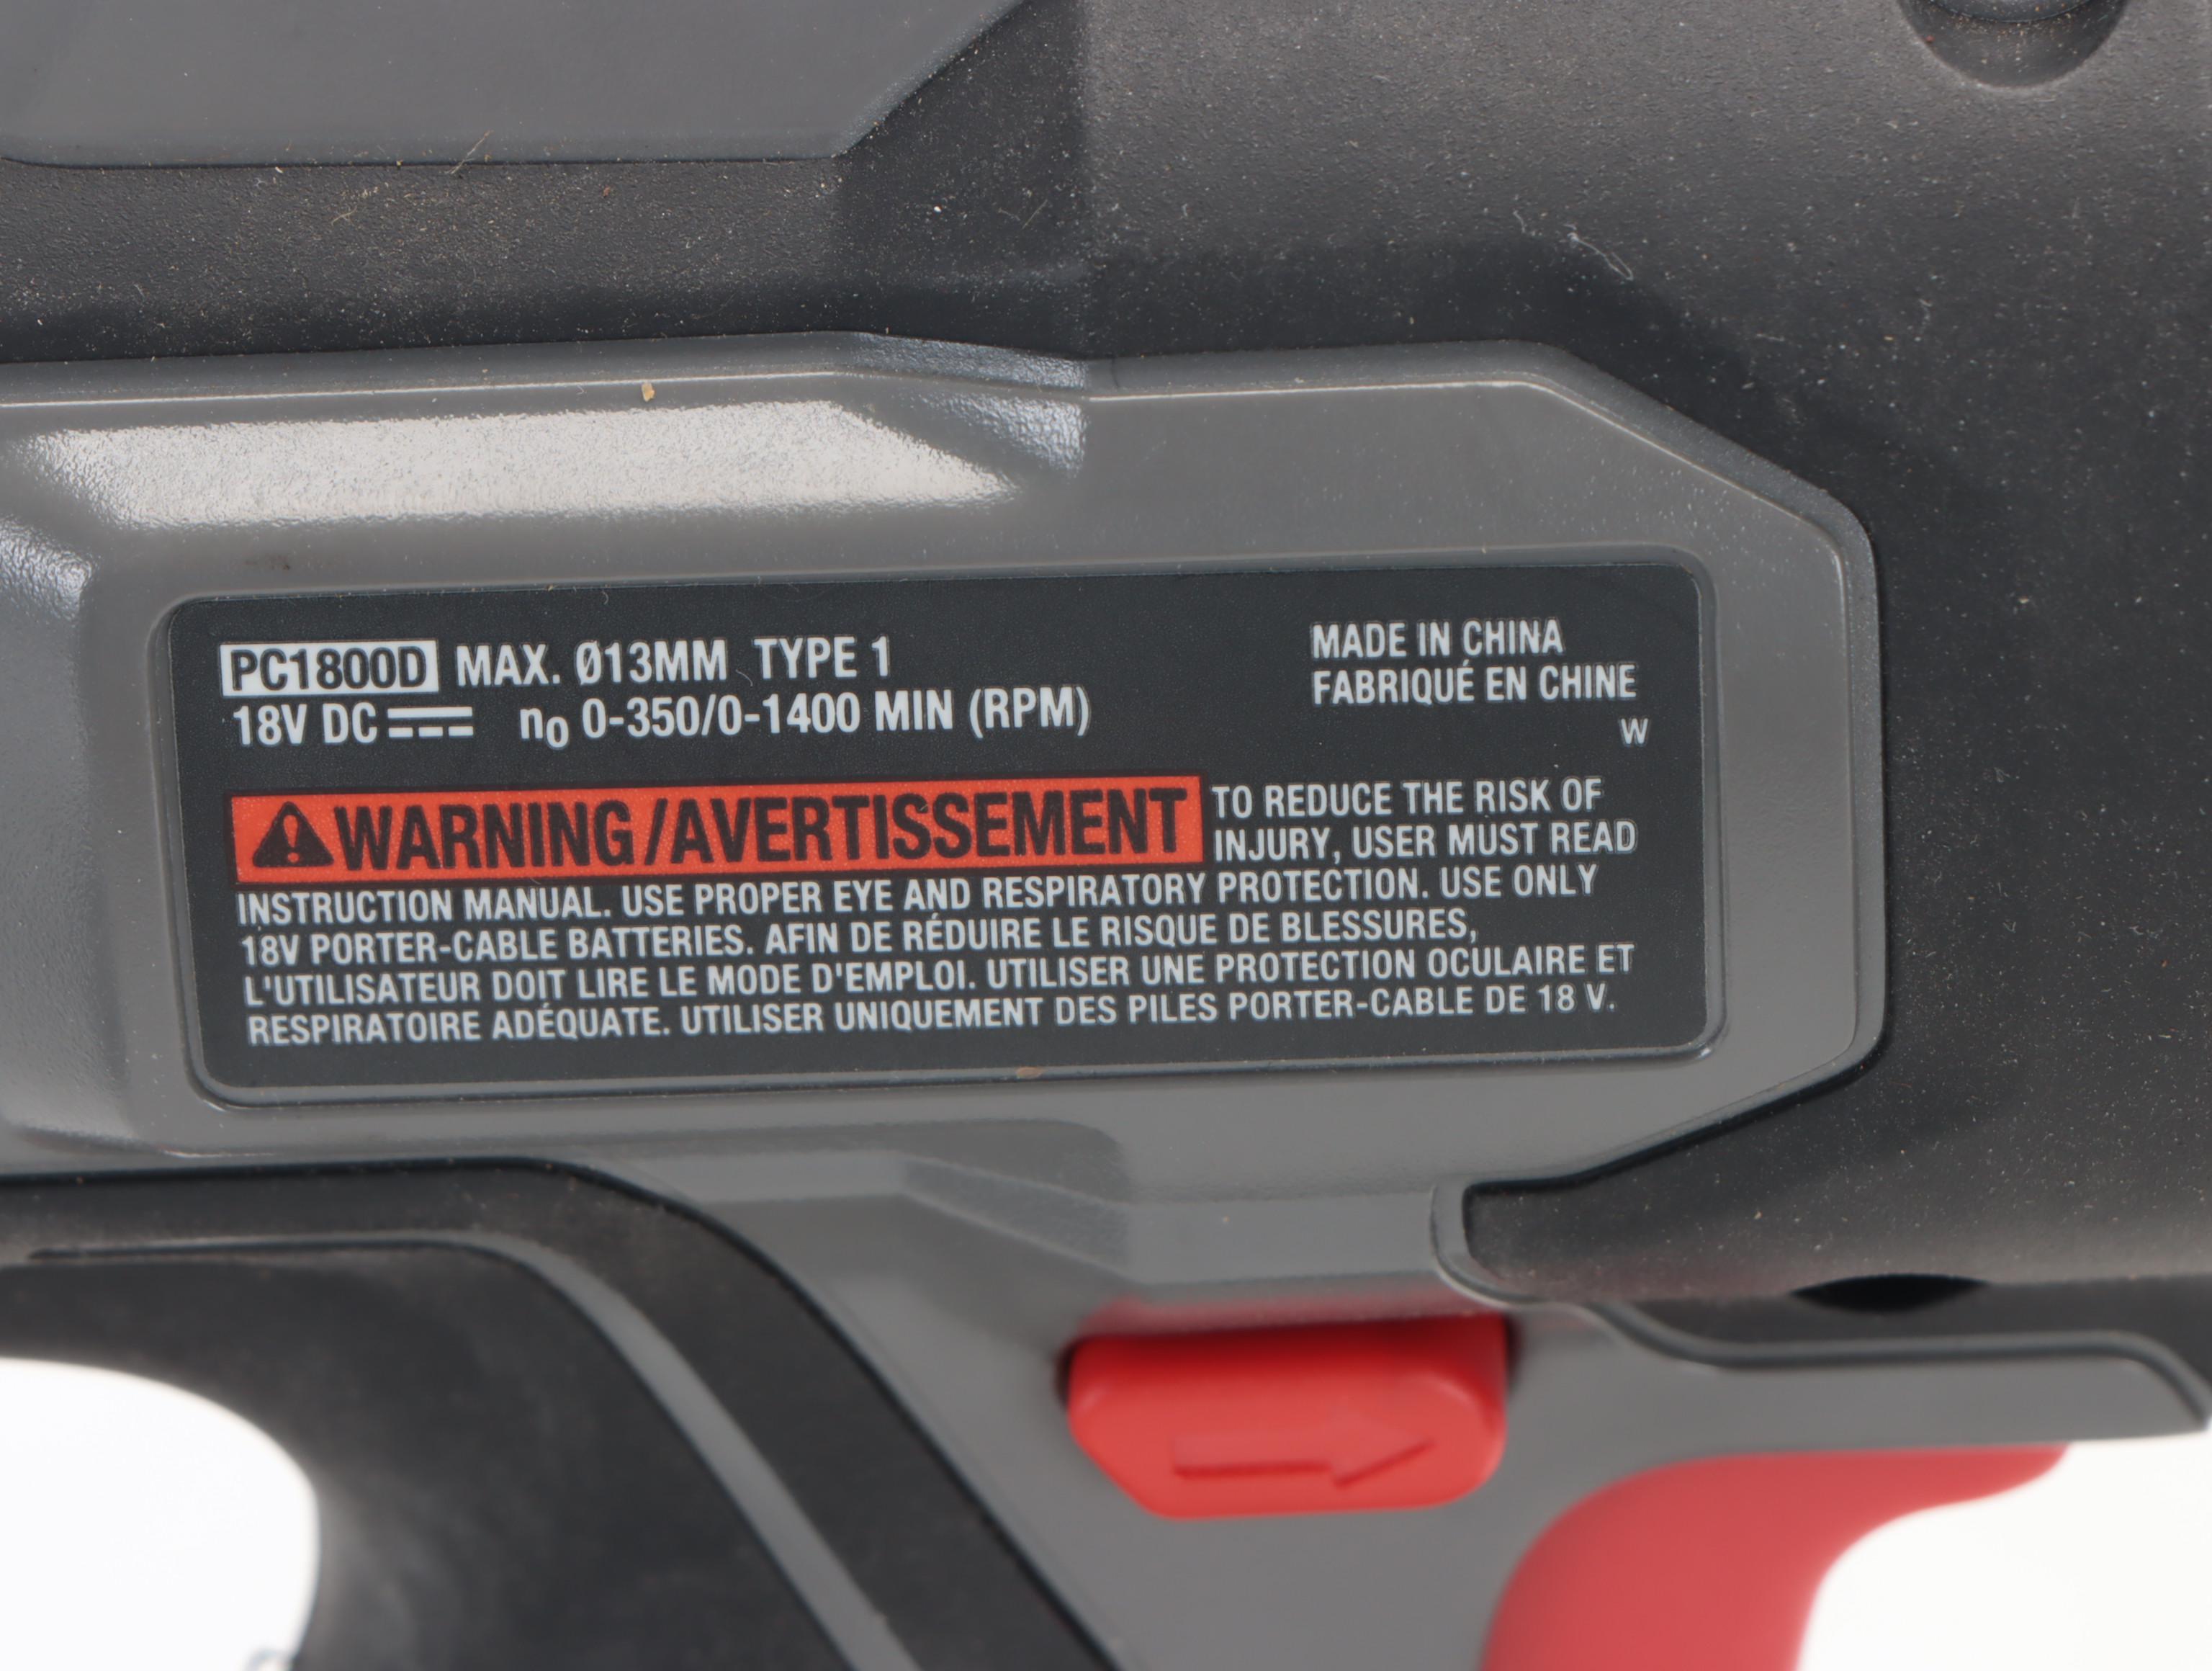 PC1800D MAX. Ø13MM TYPE 1
18V DC n0 0-350/0-1400 MIN (RPM)
MADE IN CHINA
FABRIQUÉ EN CHINE
W
WARNING/AVERTISSEMENT TO REDUCE THE RISK OF
INJURY, USER MUST READ
INSTRUCTION MANUAL. USE PROPER EYE AND RESPIRATORY PROTECTION. USE ONLY
18V PORTER-CABLE BATTERIES. AFIN DE RÉDUIRE LE RISQUE DE BLESSURES,
L'UTILISATEUR DOIT LIRE LE MODE D'EMPLOI. UTILISER UNE PROTECTION OCULAIRE ET
RESPIRATOIRE ADÉQUATE. UTILISER UNIQUEMENT DES PILES PORTER-CABLE DE 18 V.